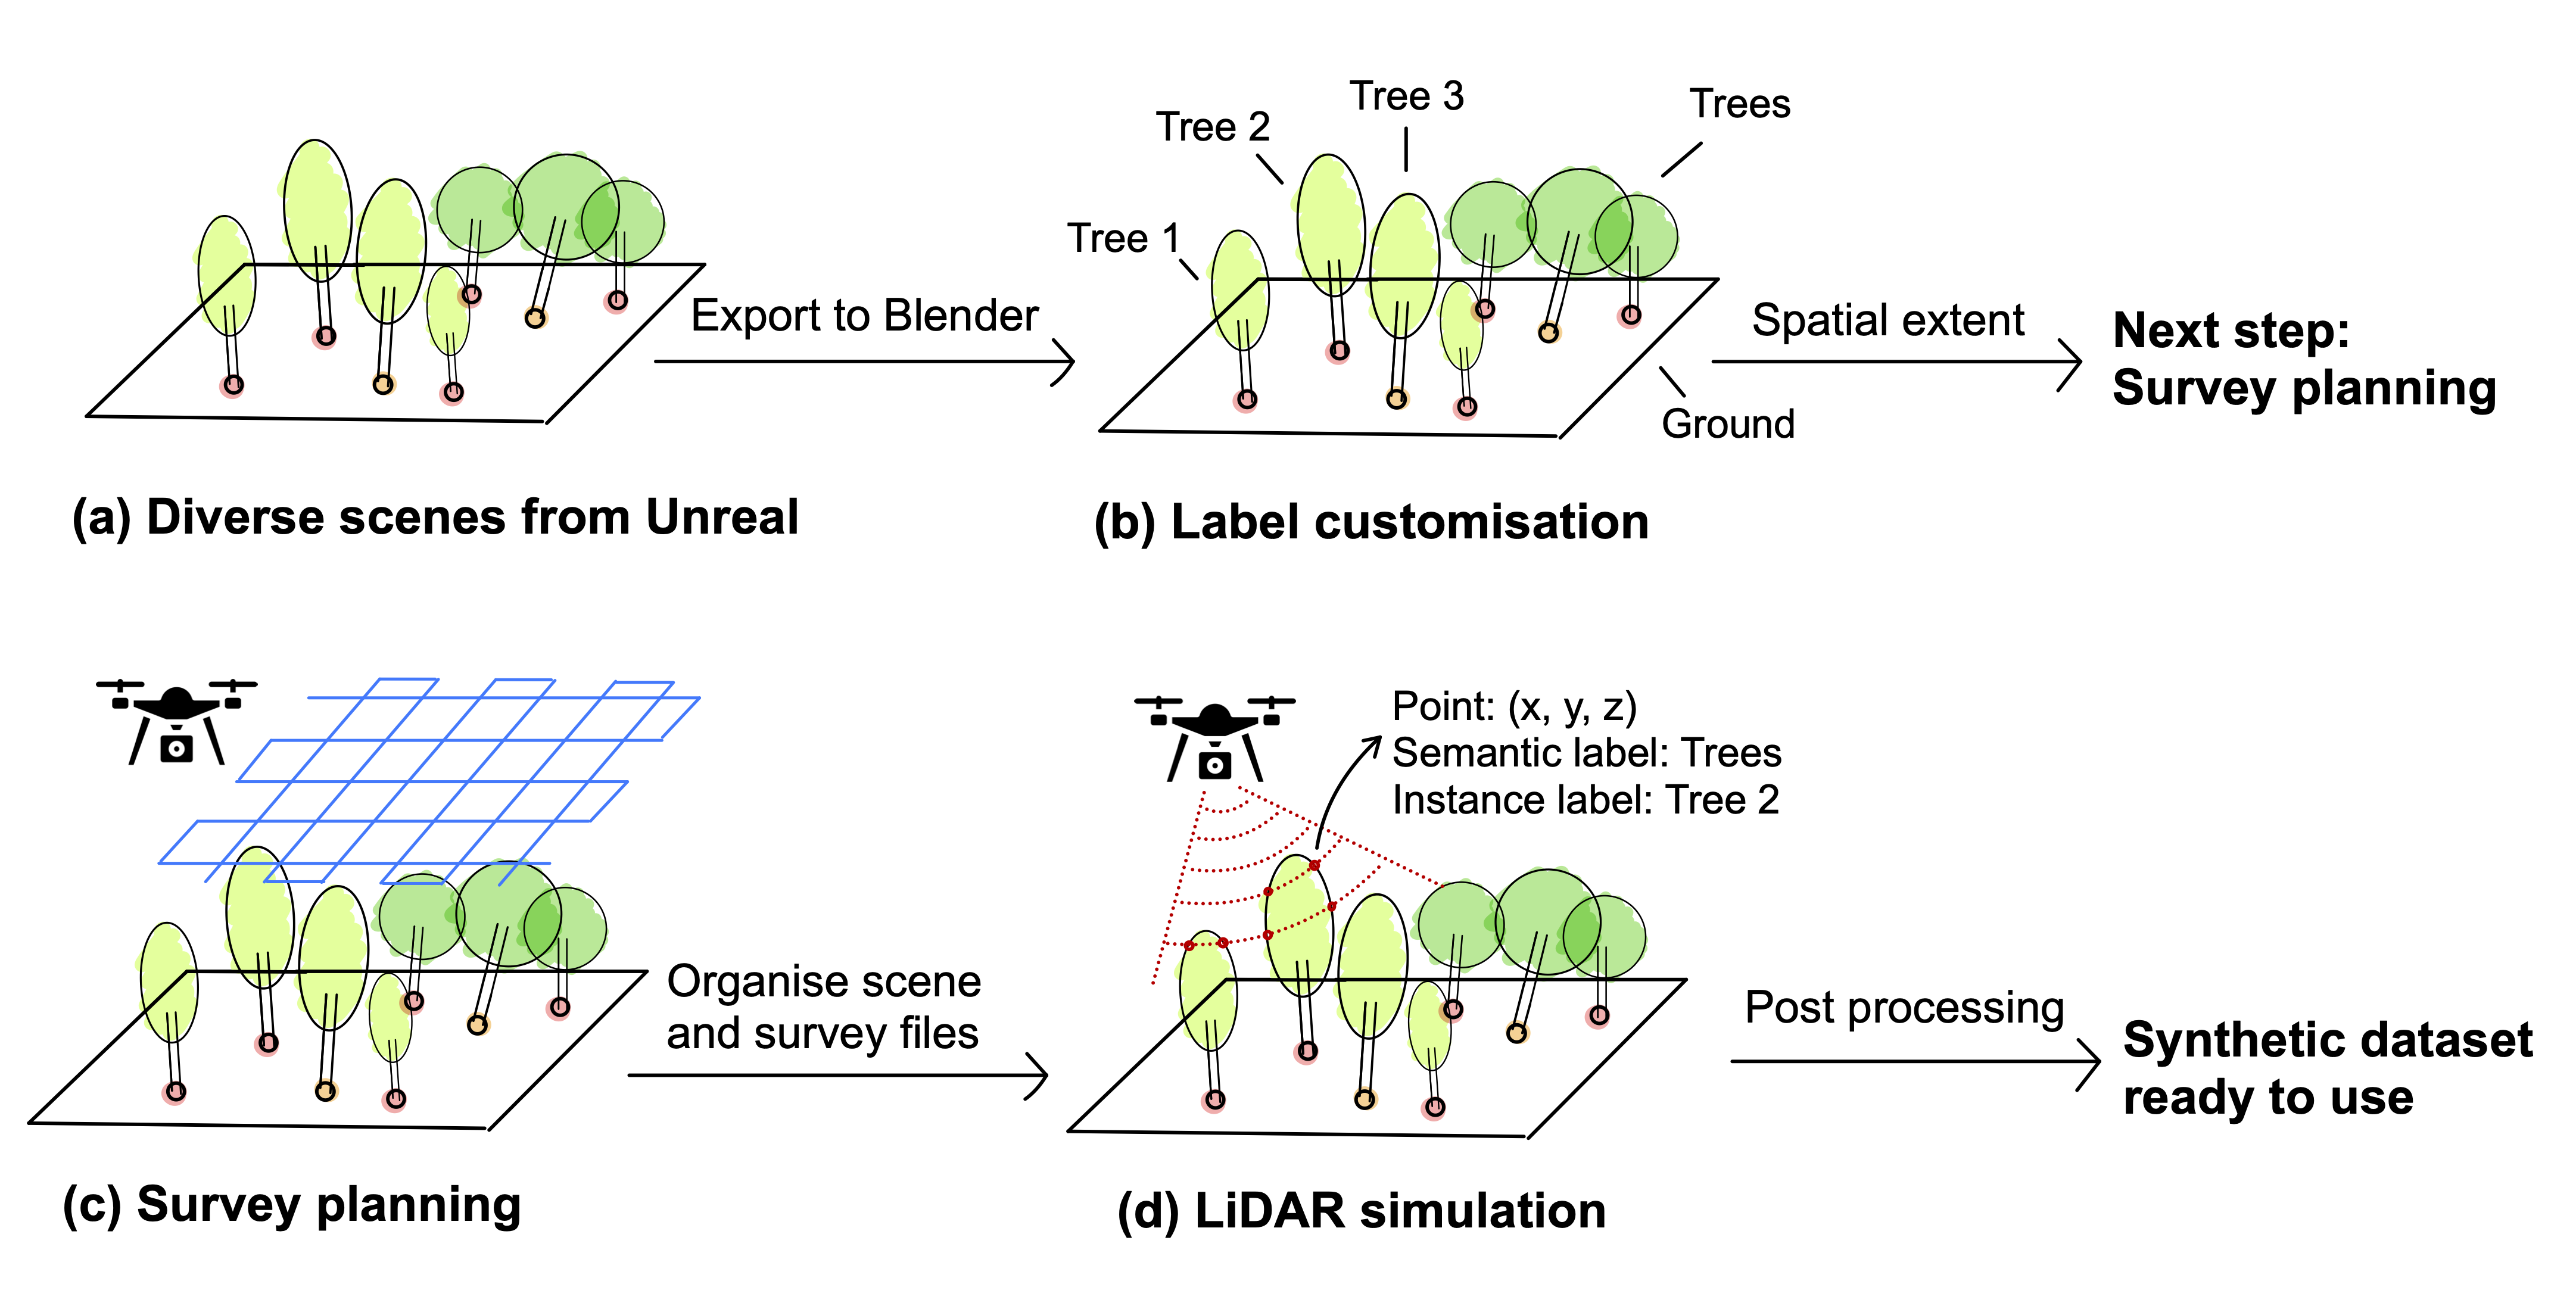 Tree 3
Trees
Tree 2
Tree 1
Export to Blender
Spatial extent
Next step:
Survey planning
Ground
(a) Diverse scenes from Unreal
(b) Label customisation
Point: (x, y, z)
Semantic label: Trees
Instance label: Tree 2
Organise scene
and survey files
Post processing
Synthetic dataset
ready to use
(c) Survey planning
(d) LiDAR simulation